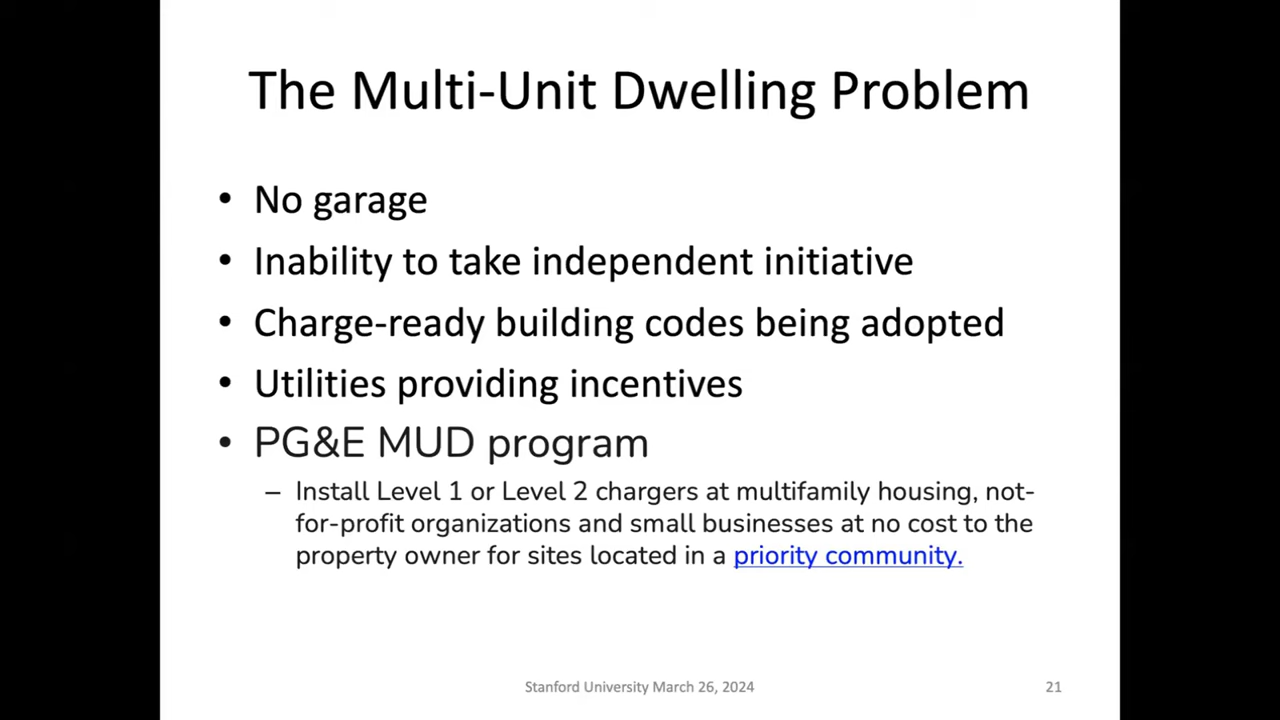 The Multi-Unit Dwelling Problem
• No garage
• Inability to take independent initiative
• Charge-ready building codes being adopted
• Utilities providing incentives
• PG&E MUD program
– Install Level 1 or Level 2 chargers at multifamily housing, not-
for-profit organizations and small businesses at no cost to the
property owner for sites located in a priority community.
Stanford University March 26, 2024
21